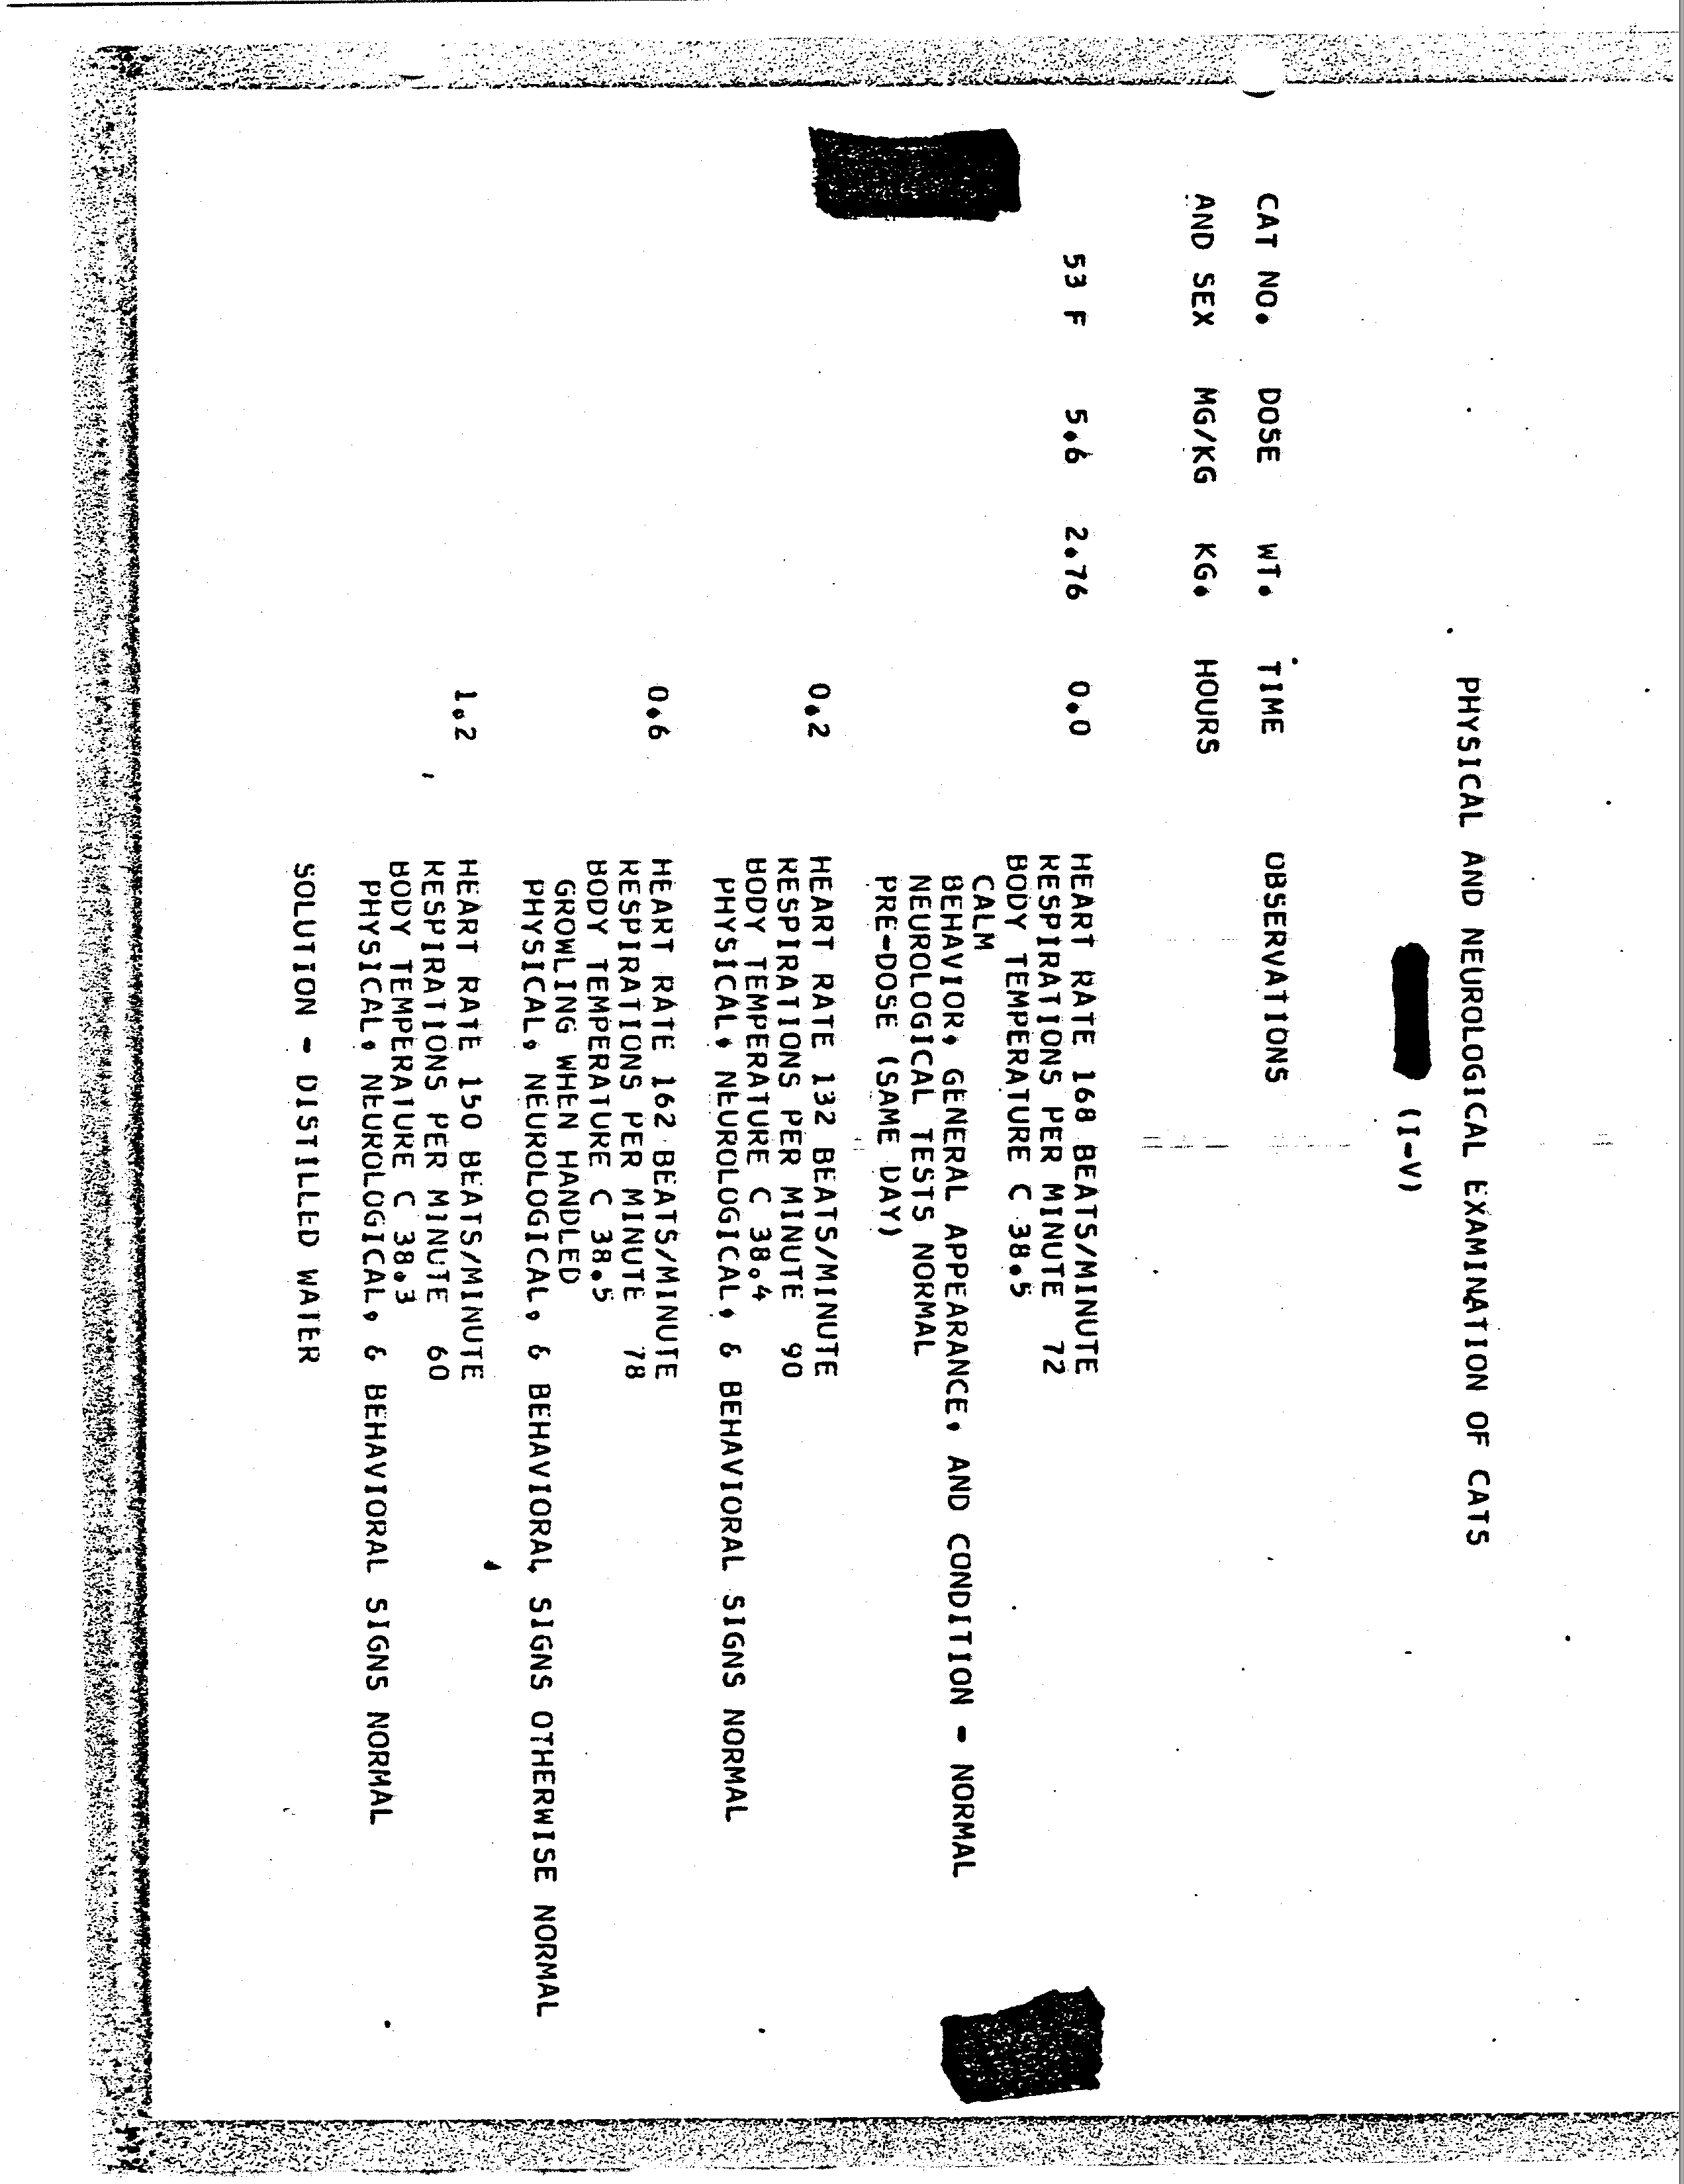 PHYSICAL AND NEUROLOGICAL EXAMINATION OF CATS
(I-V)
CAT NO. DOSE WT. TIME OBSERVATIONS
AND SEX MG/KG KG. HOURS
53 F 5.6 2.76 0.0 HEART RATE 168 BEATS/MINUTE
RESPIRATIONS PER MINUTE 72
BODY TEMPERATURE C 38.5
CALM
BEHAVIOR, GENERAL APPEARANCE, AND CONDITION - NORMAL
NEUROLOGICAL TESTS NORMAL
PRE-DOSE (SAME DAY)
0.2 HEART RATE 132 BEATS/MINUTE
RESPIRATIONS PER MINUTE 90
BODY TEMPERATURE C 38.4
PHYSICAL, NEUROLOGICAL, & BEHAVIORAL SIGNS NORMAL
0.6 HEART RATE 162 BEATS/MINUTE
RESPIRATIONS PER MINUTE 78
BODY TEMPERATURE C 38.5
GROWLING WHEN HANDLED
PHYSICAL, NEUROLOGICAL, & BEHAVIORAL SIGNS OTHERWISE NORMAL
1.2 HEART RATE 150 BEATS/MINUTE
RESPIRATIONS PER MINUTE 60
BODY TEMPERATURE C 38.3
PHYSICAL, NEUROLOGICAL, & BEHAVIORAL SIGNS NORMAL
SOLUTION - DISTILLED WATER